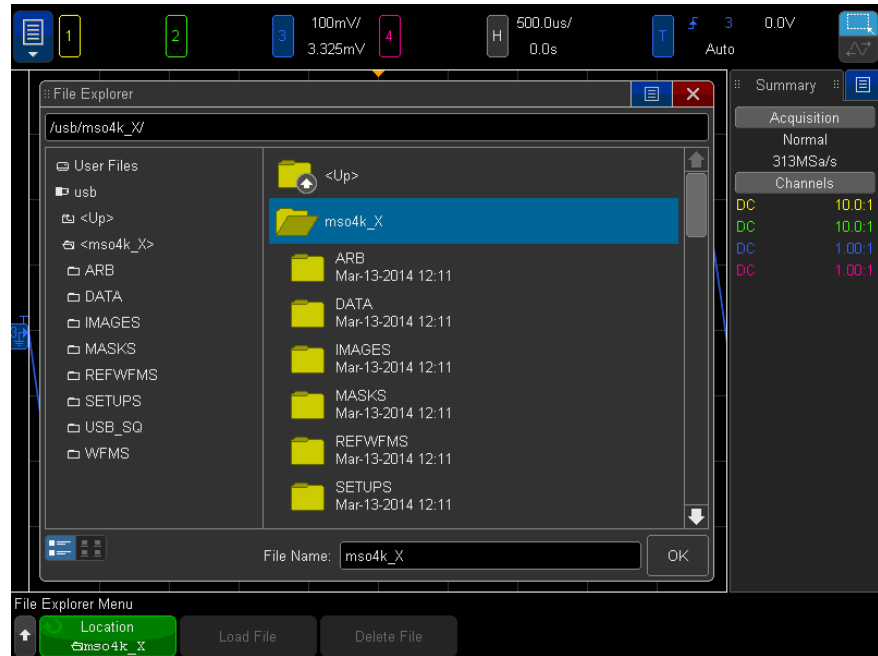 1
2
3
100mV/
3.325mV
4
H
500.0us/
0.0s
T
3
0.0V
Auto
File Explorer
/usb/mso4k_X/
User Files
usb
<Up>
<mso4k_X>
ARB
DATA
IMAGES
MASKS
REFWFMS
SETUPS
USB_SQ
WFMS
<Up>
mso4k_X
ARB
Mar-13-2014 12:11
DATA
Mar-13-2014 12:11
IMAGES
Mar-13-2014 12:11
MASKS
Mar-13-2014 12:11
REFWFMS
Mar-13-2014 12:11
SETUPS
Mar-13-2014 12:11
File Name: mso4k_X
OK
Summary
Acquisition
Normal
313MSa/s
Channels
DC 10.0:1
DC 10.0:1
DC 1.00:1
DC 1.00:1
T
3
File Explorer Menu
Location
mso4k_X
Load File
Delete File